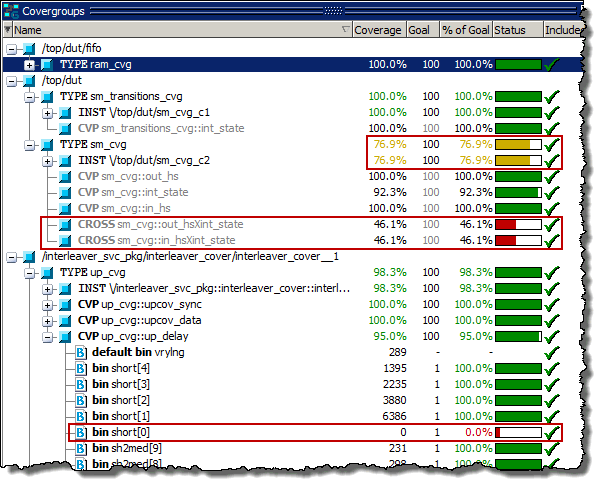 Covergroups
Name Coverage Goal % of Goal Status Included
/top/dut/fifo
TYPE ram_cvg 100.0% 100 100.0%
/top/dut
TYPE sm_transitions_cvg 100.0% 100 100.0%
INST \/top/dut/sm_cvg_c1 100.0% 100 100.0%
CVP sm_transitions_cvg::int_state 100.0% 100 100.0%
TYPE sm_cvg 76.9% 100 76.9%
INST \/top/dut/sm_cvg_c2 76.9% 100 76.9%
CVP sm_cvg::out_hs 100.0% 100 100.0%
CVP sm_cvg::int_state 92.3% 100 92.3%
CVP sm_cvg::in_hs 100.0% 100 100.0%
CROSS sm_cvg::out_hsXint_state 46.1% 100 46.1%
CROSS sm_cvg::in_hsXint_state 46.1% 100 46.1%
/interleaver_svc_pkg/interleaver_cover/interleaver_cover__1
TYPE up_cvg 98.3% 100 98.3%
INST \/interleaver_svc_pkg::interleaver_cover::interl... 98.3% 100 98.3%
CVP up_cvg::upcov_sync 100.0% 100 100.0%
CVP up_cvg::upcov_data 100.0% 100 100.0%
CVP up_cvg::up_delay 95.0% 100 95.0%
B default bin vrylng 289 - -
B bin short[4] 1395 1 100.0%
B bin short[3] 2235 1 100.0%
B bin short[2] 3880 1 100.0%
B bin short[1] 6386 1 100.0%
B bin short[0] 0 1 0.0%
B bin sh2med[9] 231 1 100.0%
B bin sh2med[8] 1 100.0%